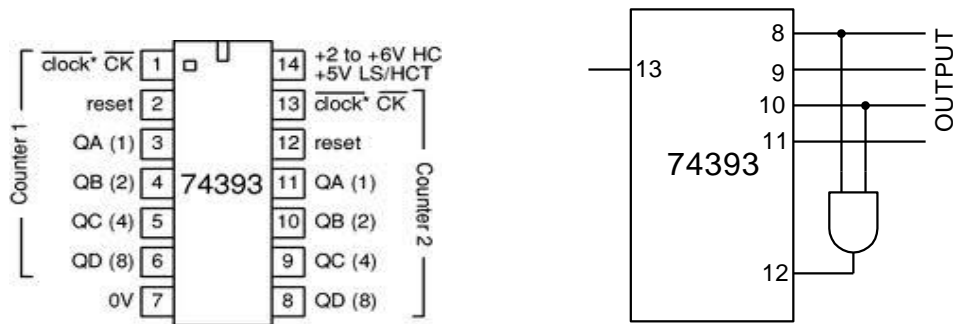 Counter 1
clock* CK 1
reset 2
QA (1) 3
QB (2) 4
QC (4) 5
QD (8) 6
0V 7
74393
14 +2 to +6V HC
+5V LS/HCT
13 clock* CK
12 reset
11 QA (1)
10 QB (2)
9 QC (4)
8 QD (8)
Counter 2
13
74393
8
9
10
11
12
OUTPUT